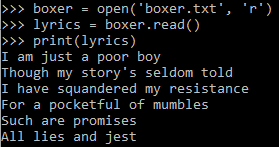 >>> boxer = open('boxer.txt', 'r')
>>> lyrics = boxer.read()
>>> print(lyrics)
I am just a poor boy
Though my story's seldom told
I have squandered my resistance
For a pocketful of mumbles
Such are promises
All lies and jest